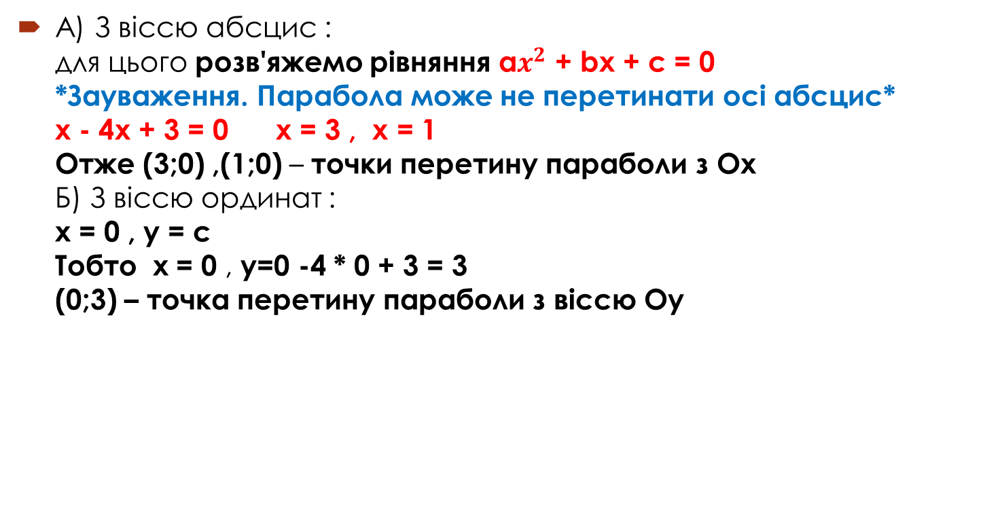 А) З віссю абсцис :
для цього розв'яжемо рівняння а𝒙² + bx + c = 0
*Зауваження. Парабола може не перетинати осі абсцис*
х - 4х + 3 = 0 х = 3 , х = 1
Отже (3;0) ,(1;0) – точки перетину параболи з Ох
Б) З віссю ординат :
х = 0 , у = с
Тобто х = 0 , у=0 -4 * 0 + 3 = 3
(0;3) – точка перетину параболи з віссю Оу